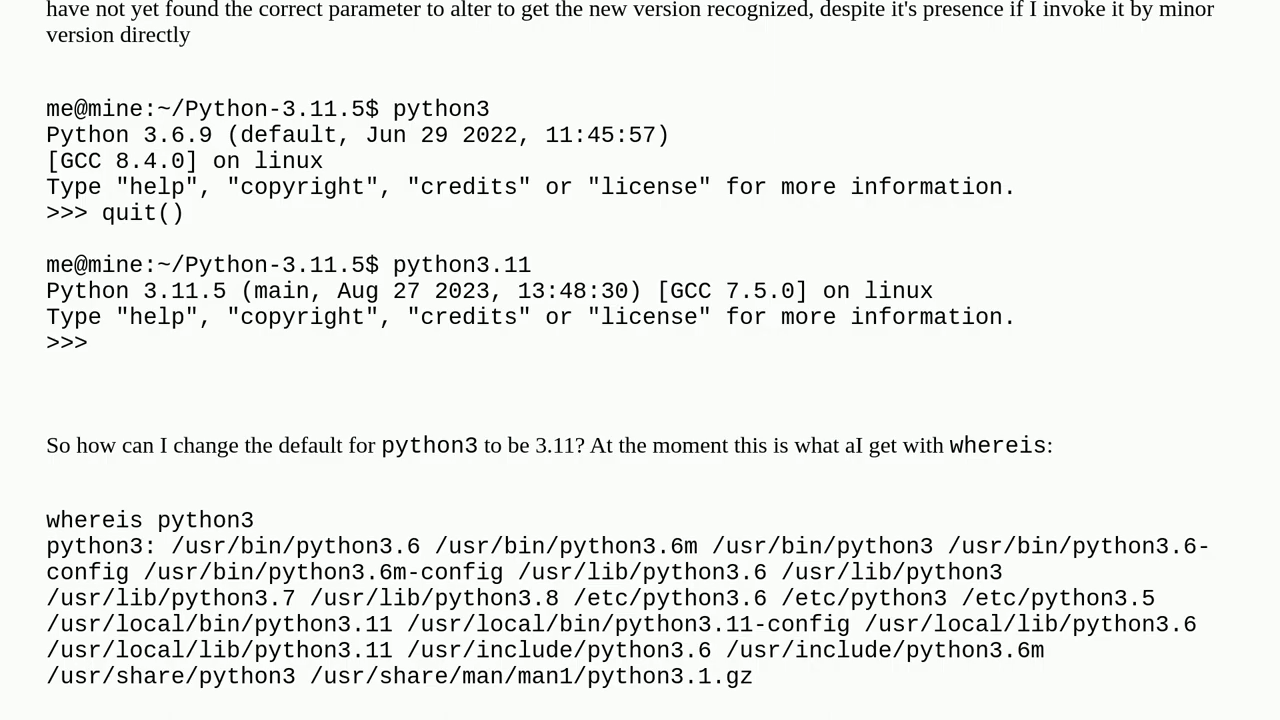 have not yet found the correct parameter to alter to get the new version recognized, despite it's presence if I invoke it by minor
version directly
me@mine:~/Python-3.11.5$ python3
Python 3.6.9 (default, Jun 29 2022, 11:45:57)
[GCC 8.4.0] on linux
Type "help", "copyright", "credits" or "license" for more information.
>>> quit()
me@mine:~/Python-3.11.5$ python3.11
Python 3.11.5 (main, Aug 27 2023, 13:48:30) [GCC 7.5.0] on linux
Type "help", "copyright", "credits" or "license" for more information.
>>>
So how can I change the default for python3 to be 3.11? At the moment this is what aI get with whereis:
whereis python3
python3: /usr/bin/python3.6 /usr/bin/python3.6m /usr/bin/python3 /usr/bin/python3.6-
config /usr/bin/python3.6m-config /usr/lib/python3.6 /usr/lib/python3
/usr/lib/python3.7 /usr/lib/python3.8 /etc/python3.6 /etc/python3 /etc/python3.5
/usr/local/bin/python3.11 /usr/local/bin/python3.11-config /usr/local/lib/python3.6
/usr/local/lib/python3.11 /usr/include/python3.6 /usr/include/python3.6m
/usr/share/python3 /usr/share/man/man1/python3.1.gz